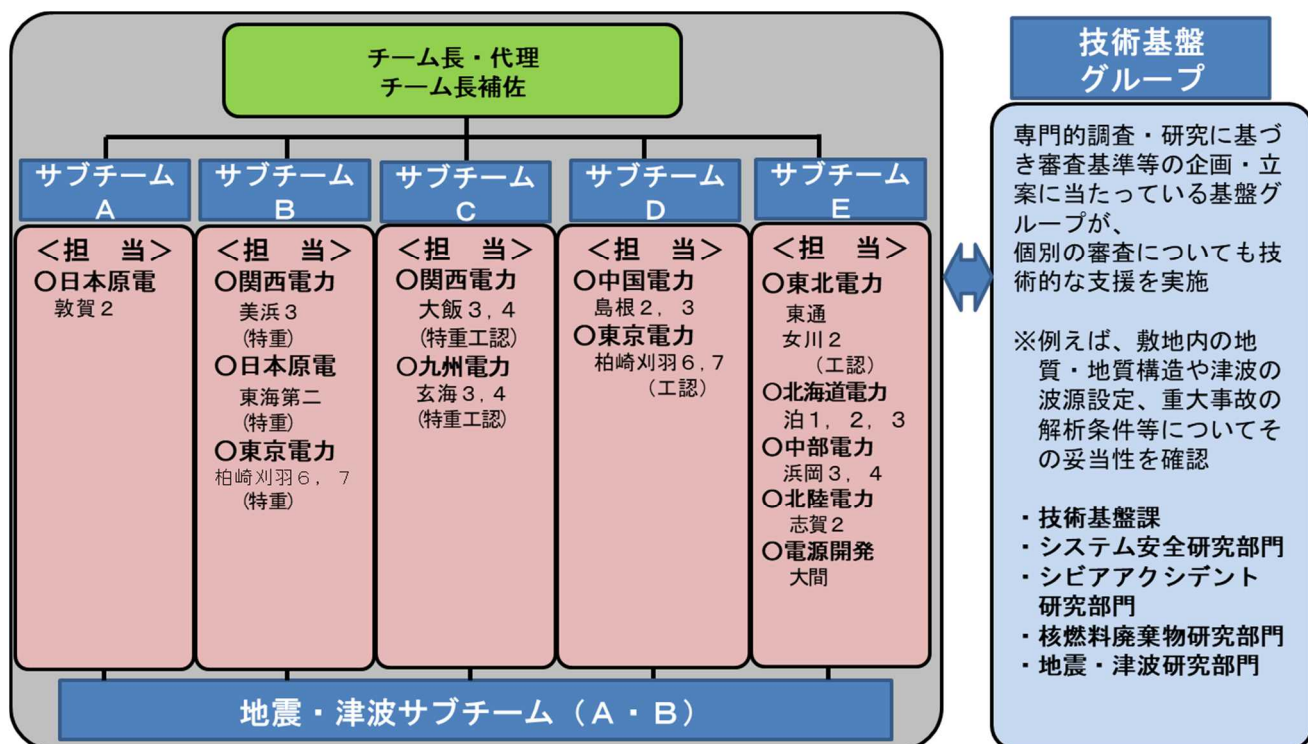 チーム長・代理
チーム長補佐
サブチーム
A
<担　当>
○日本原電
敦賀２
サブチーム
B
<担　当>
○関西電力
美浜３
(特重)
○日本原電
東海第二
(特重)
○東京電力
柏崎刈羽６，７
(特重)
サブチーム
C
<担　当>
○関西電力
大飯３,４
(特重工認)
○九州電力
玄海３,４
(特重工認)
サブチーム
D
<担　当>
○中国電力
島根２，３
○東京電力
柏崎刈羽６,７
(工認)
サブチーム
E
<担　当>
○東北電力
東通
女川２
(工認)
○北海道電力
泊１，２，３
○中部電力
浜岡３，４
○北陸電力
志賀２
○電源開発
大間
地震・津波サブチーム（A・B）
技術基盤
グループ
専門的調査・研究に基づ
き審査基準等の企画・立
案に当たっている基盤グ
ループが、
個別の審査についても技
術的な支援を実施
※例えば、敷地内の地
質・地質構造や津波の
波源設定、重大事故の
解析条件等についてそ
の妥当性を確認
・技術基盤課
・システム安全研究部門
・シビアアクシデント
研究部門
・核燃料廃棄物研究部門
・地震・津波研究部門